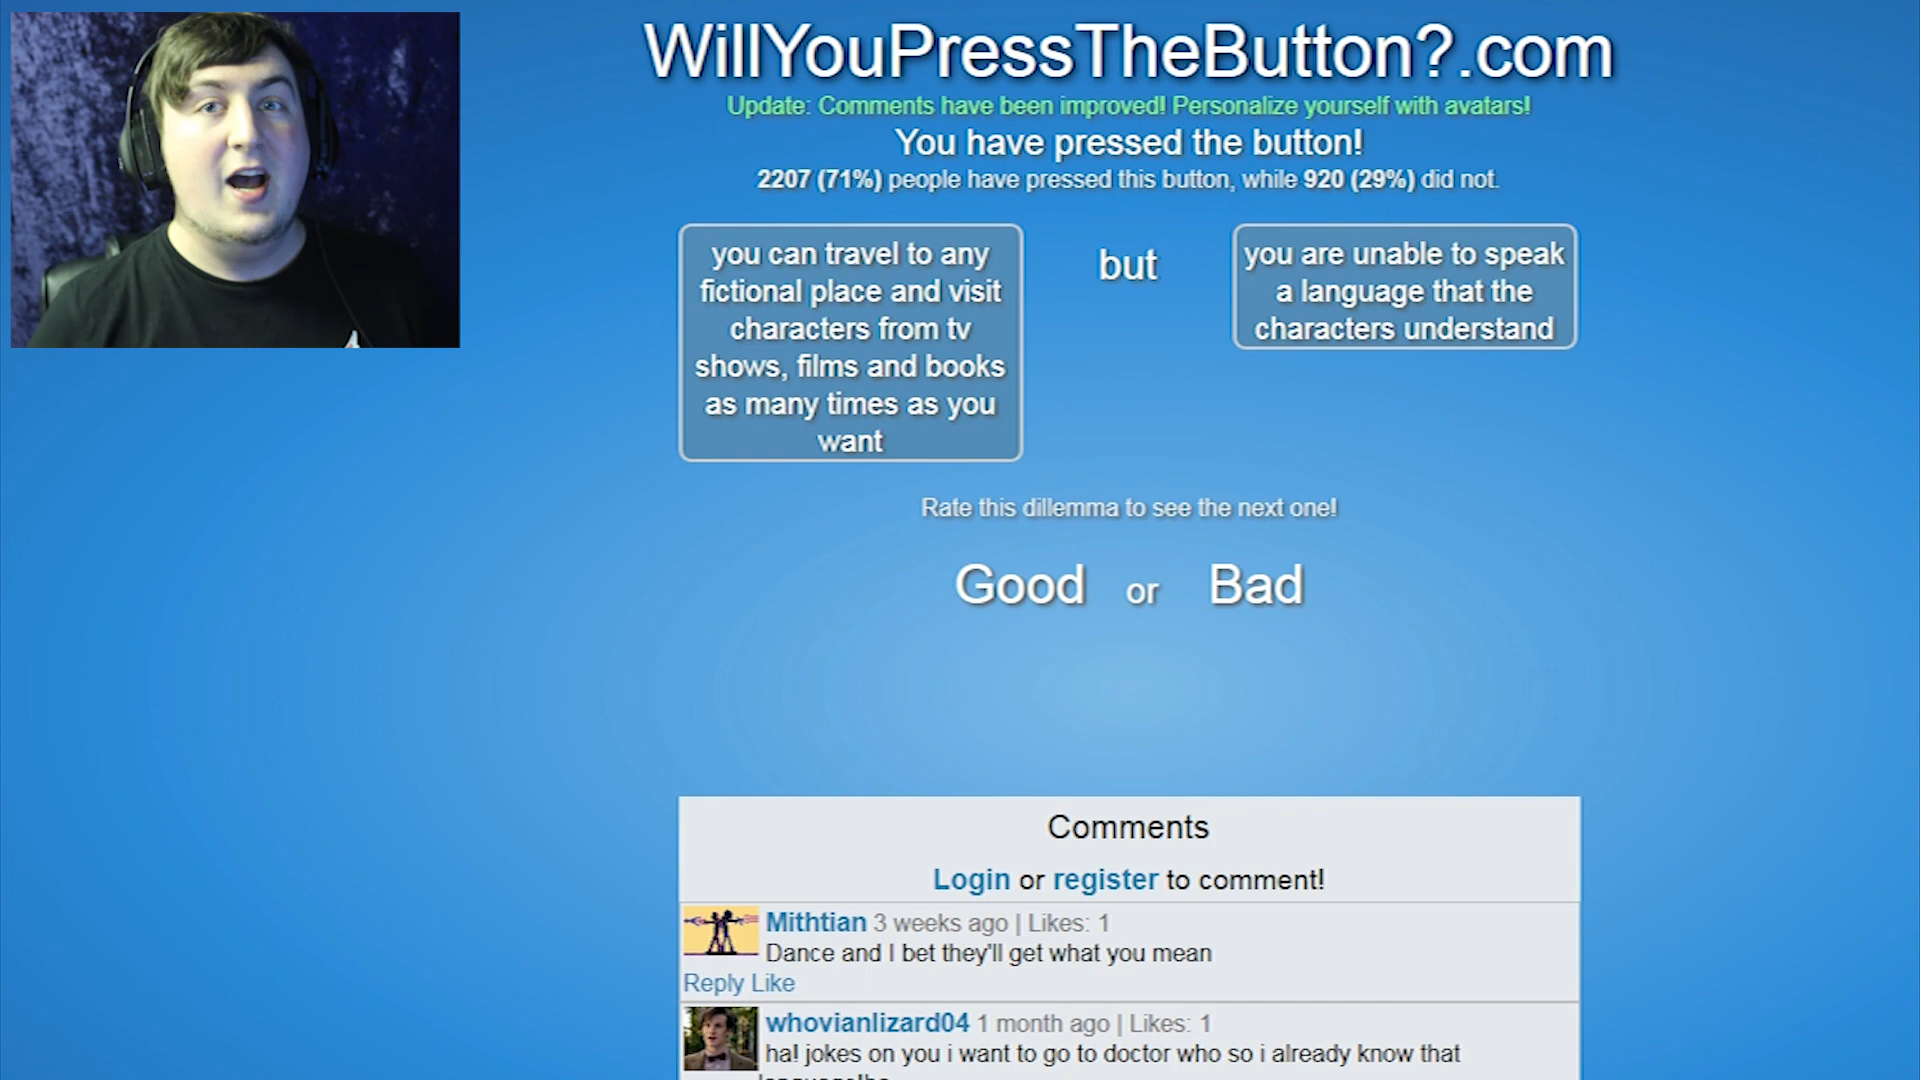 WillYouPressTheButton?.com
Update: Comments have been improved! Personalize yourself with avatars!
You have pressed the button!
2207 (71%) people have pressed this button, while 920 (29%) did not.
you can travel to any
fictional place and visit
characters from tv
shows, films and books
as many times as you
want
but
you are unable to speak
a language that the
characters understand
Rate this dillemma to see the next one!
Good or Bad
Comments
Login or register to comment!
Mithtian 3 weeks ago | Likes: 1
Dance and I bet they'll get what you mean
Reply Like
whovianlizard04 1 month ago | Likes: 1
ha! jokes on you i want to go to doctor who so i already know that